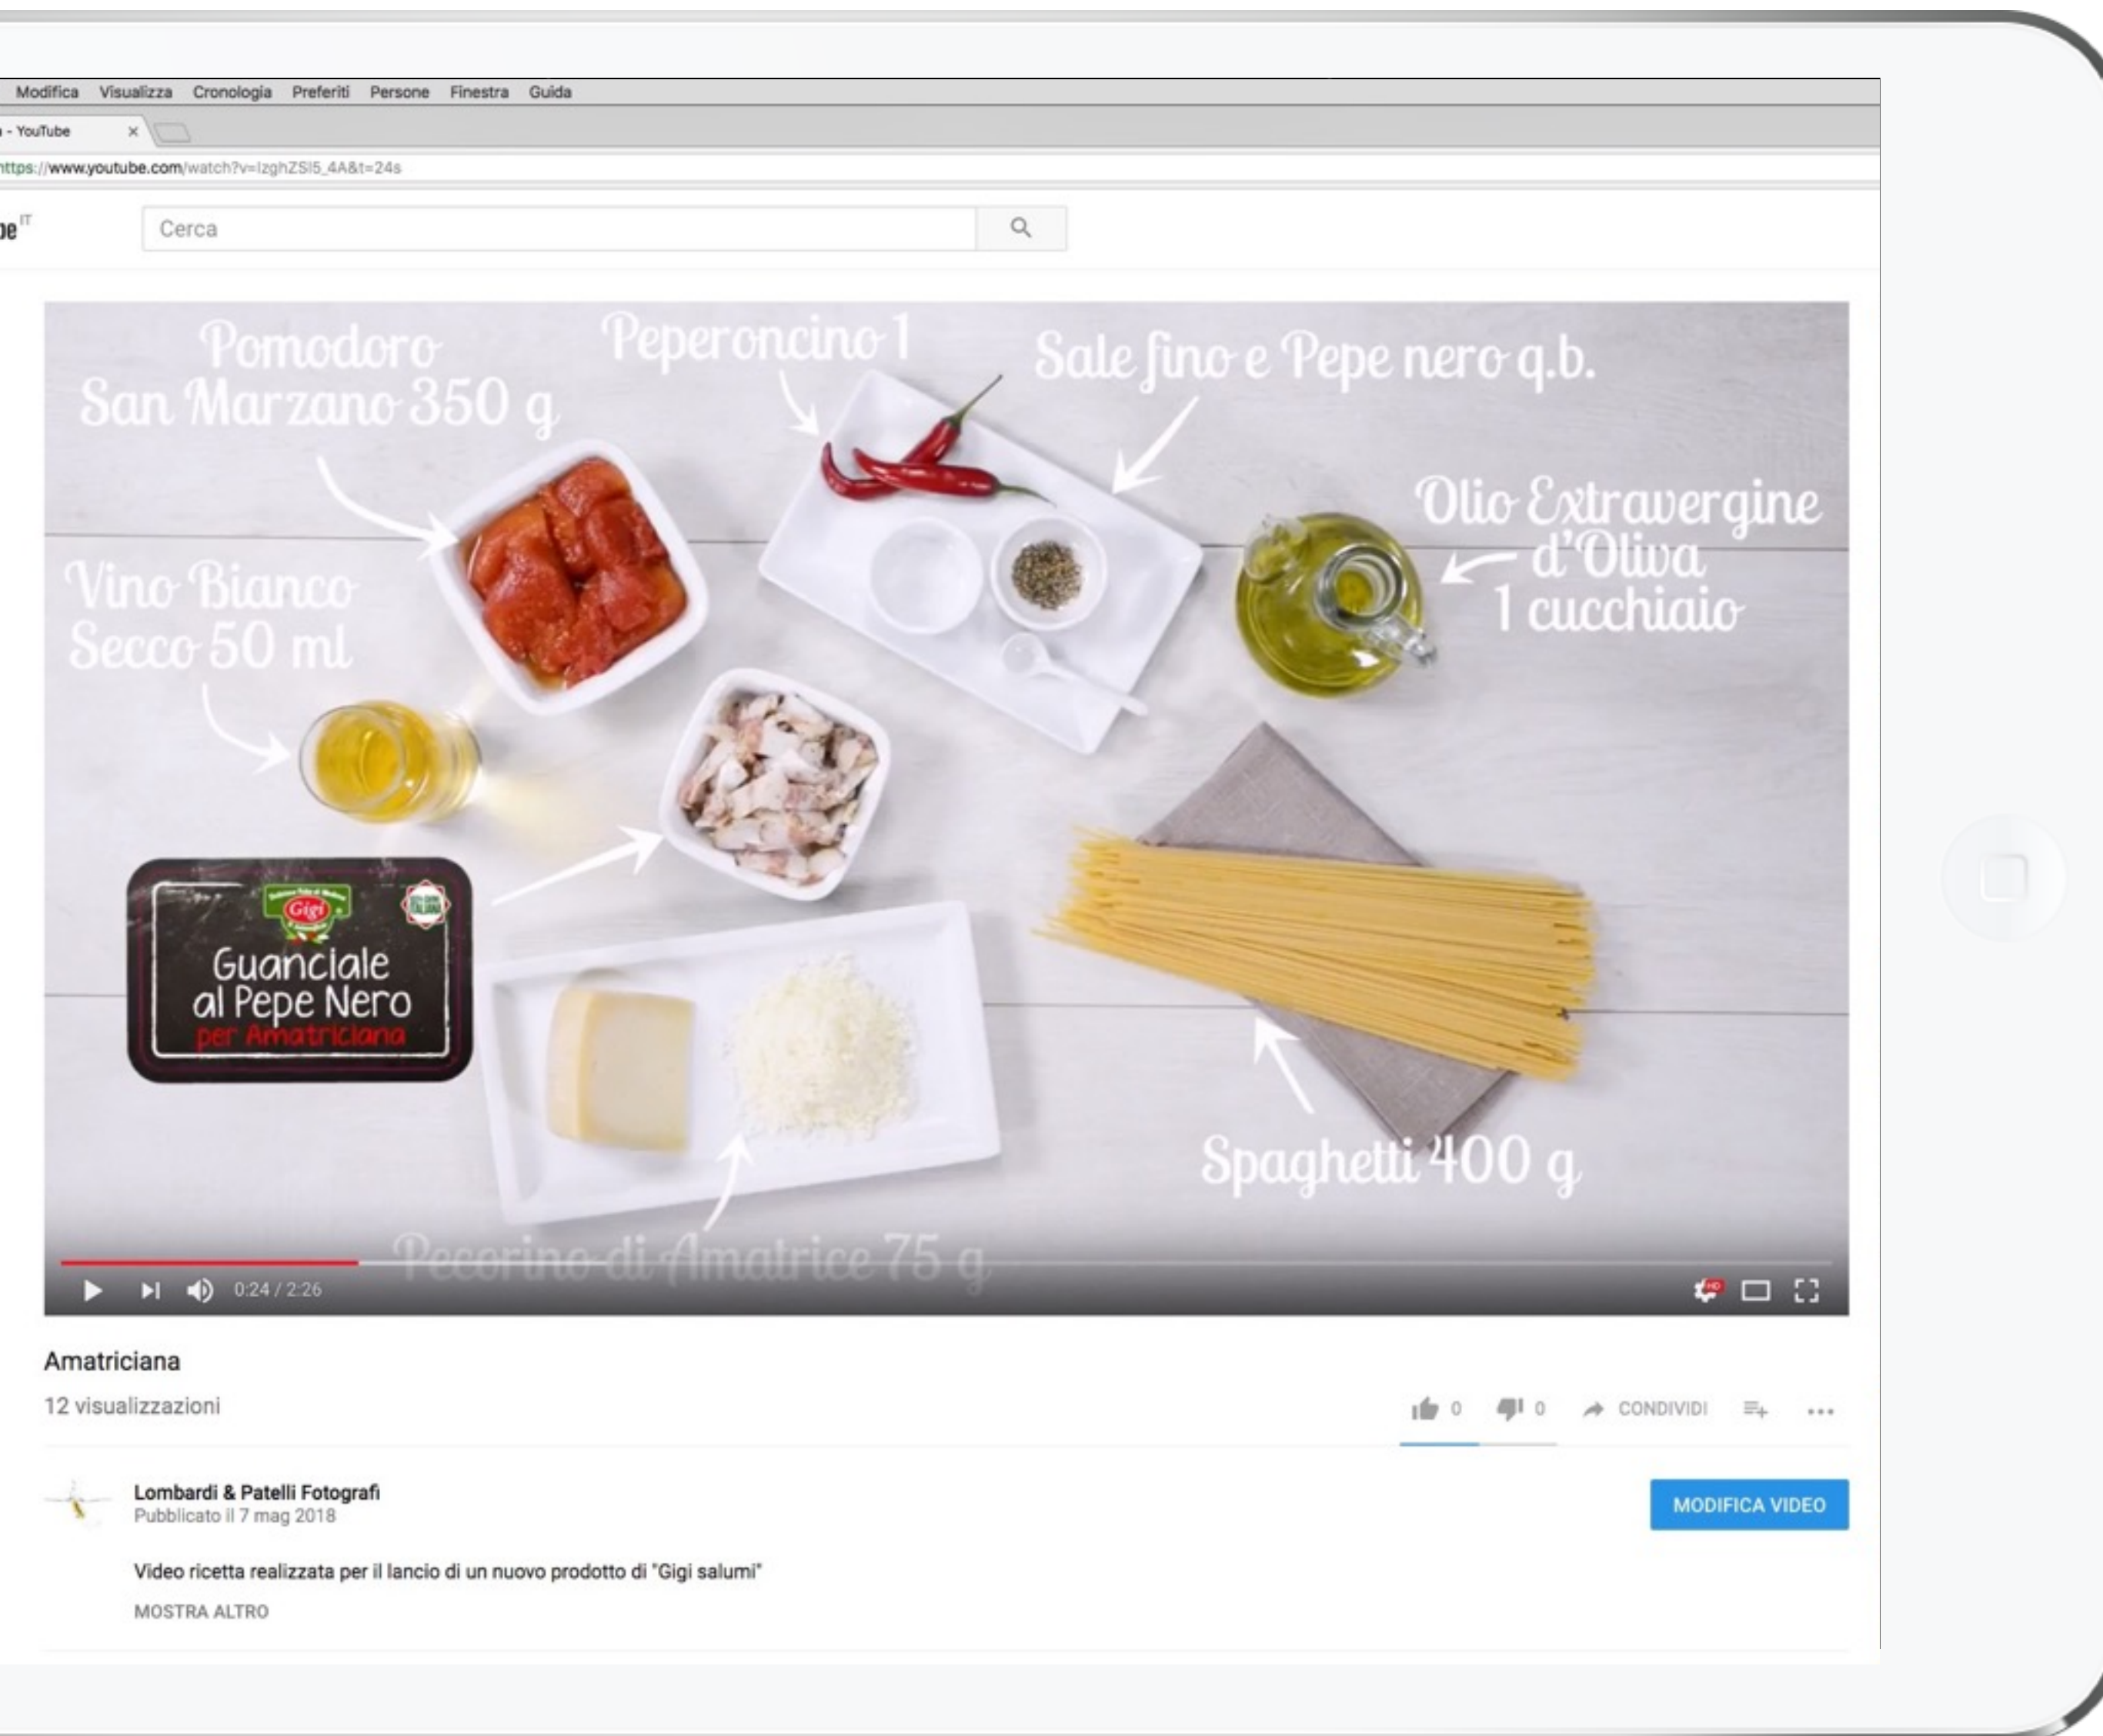 Modifica Visualizza Cronologia Preferiti Persone Finestra Guida
- YouTube
https://www.youtube.com/watch?v=IzghZSI5_4A&t=24s
be IT
Cerca
Pomodoro
San Marzano 350 g
Peperoncino 1
Sale fino e Pepe nero q.b.
Olio Extravergine
d'Oliva
1 cucchiaio
Vino Bianco
Secco 50 ml
Gigi
Guanciale
al Pepe Nero
per Amatriciana
Spaghetti 400 g
Pecorino di Amatrice 75 g
0:24 / 2:26
HD
Amatriciana
12 visualizzazioni
0 0 CONDIVIDI
Lombardi & Patelli Fotografi
Pubblicato il 7 mag 2018
MODIFICA VIDEO
Video ricetta realizzata per il lancio di un nuovo prodotto di "Gigi salumi"
MOSTRA ALTRO